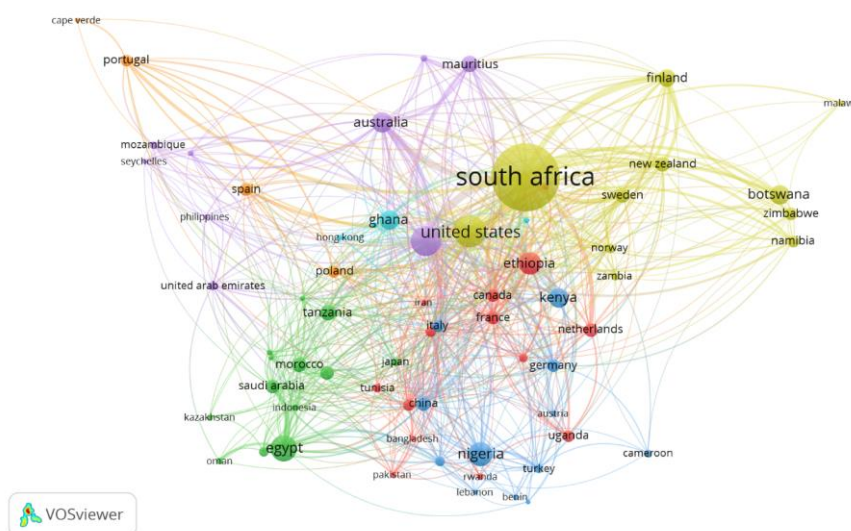 cape verde
portugal
mauritius
finland
malaw
australia
mozambique
seychelles
new zealand
south africa
spain
sweden
botswana
zimbabwe
philippines
ghana
united states
hong kong
norway
namibia
poland
ethiopia
zambia
united arab emirates
canada
kenya
iran
tanzania
france
italy
netherlands
morocco
japan
germany
saudi arabia
tunisia
indonesia
china
kazakhstan
austria
bangladesh
uganda
egypt
nigeria
cameroon
oman
turkey
pakistan
rwanda
lebanon
benin
VOSviewer